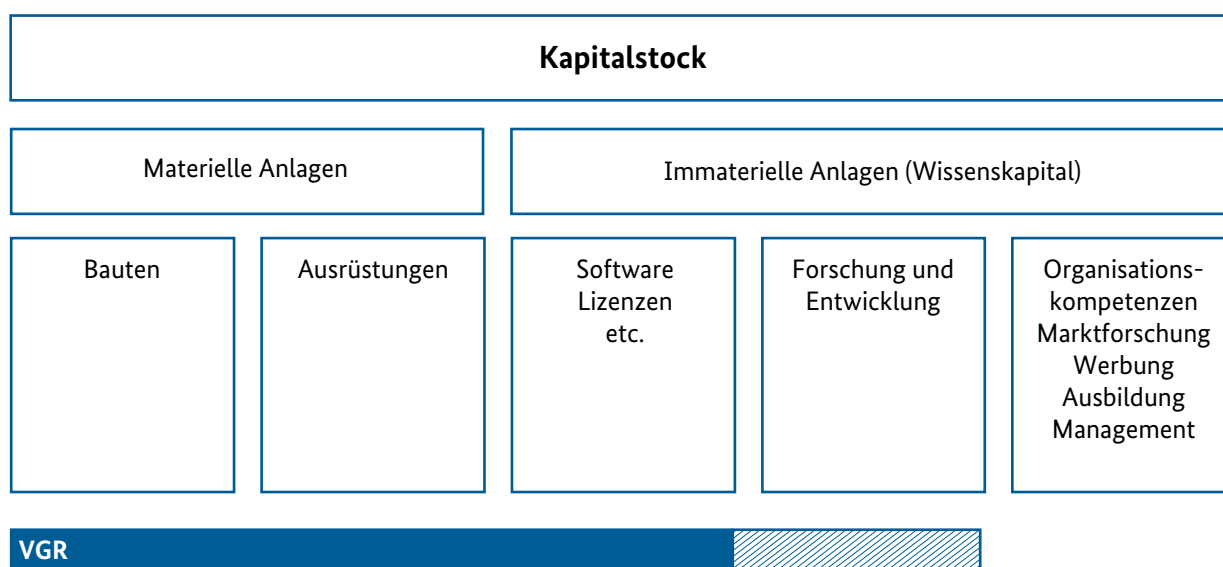 Kapitalstock
Materielle Anlagen
Immaterielle Anlagen (Wissenskapital)
Bauten
Ausrüstungen
Software
Lizenzen
etc.
Forschung und
Entwicklung
Organisations-
kompetenzen
Marktforschung
Werbung
Ausbildung
Management
VGR